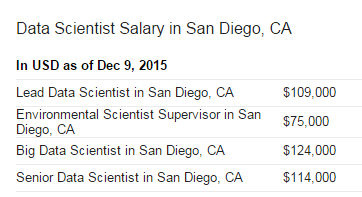 Data Scientist Salary in San Diego, CA
In USD as of Dec 9, 2015
Lead Data Scientist in San Diego, CA $109,000
Environmental Scientist Supervisor in San
Diego, CA $75,000
Big Data Scientist in San Diego, CA $124,000
Senior Data Scientist in San Diego, CA $114,000